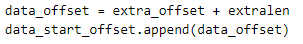 data_offset = extra_offset + extralen
data_start_offset.append(data_offset)